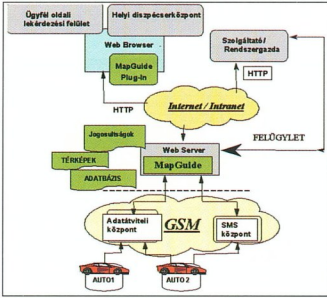 Ügyfél oldali
lekérdezési felület
Helyi diszpécserközpont
Web Browser
MapGuide
Plug-In
Szolgáltató/
Rendszergazda
HTTP
HTTP
Internet / Intranet
FELÜGYLET
Jogosultságok
TÉRKÉPEK
ADATBÁZIS
Web Server
MapGuide
GSM
Adatátviteli
központ
SMS
központ
AUTO1
AUTO2